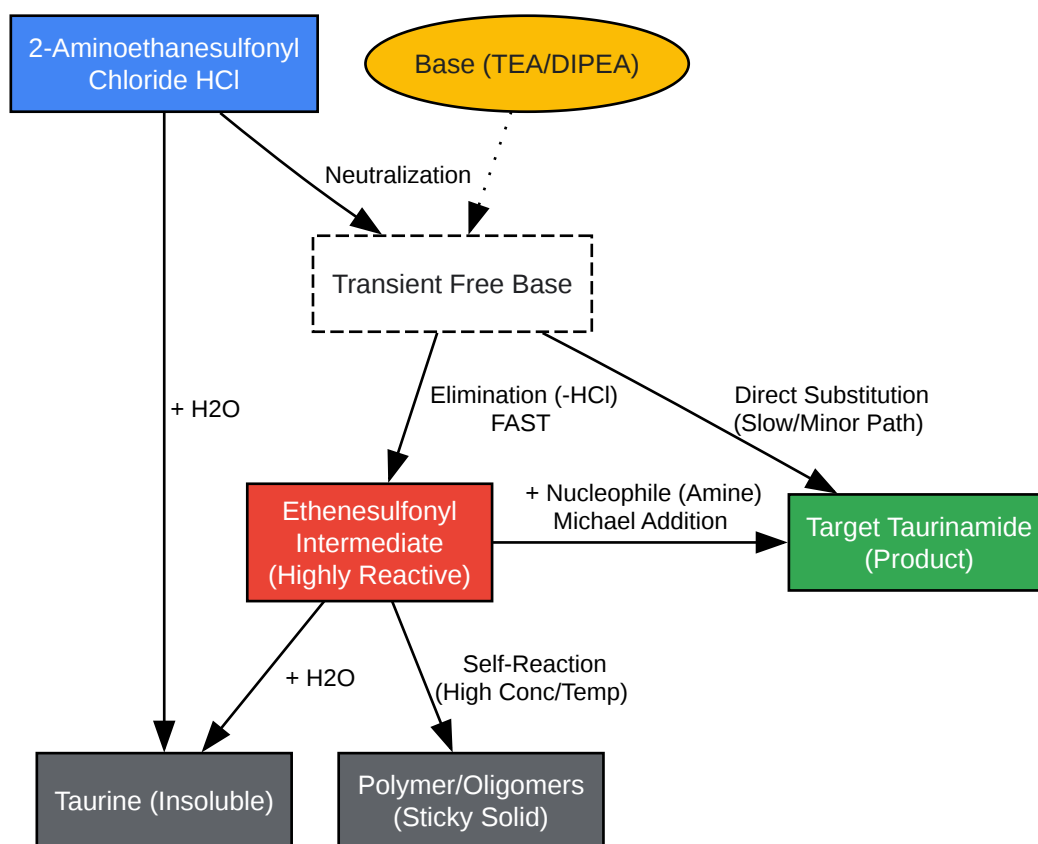 2-Aminoethanesulfonyl
Chloride HCl
Base (TEA/DIPEA)
Neutralization
Transient Free Base
Elimination (-HCl)
FAST
Direct Substitution
(Slow/Minor Path)
+ H2O
Ethenesulfonyl
Intermediate
(Highly Reactive)
+ Nucleophile (Amine)
Michael Addition
Target Taurinamide
(Product)
+ H2O
Self-Reaction
(High Conc/Temp)
Taurine (Insoluble)
Polymer/Oligomers
(Sticky Solid)